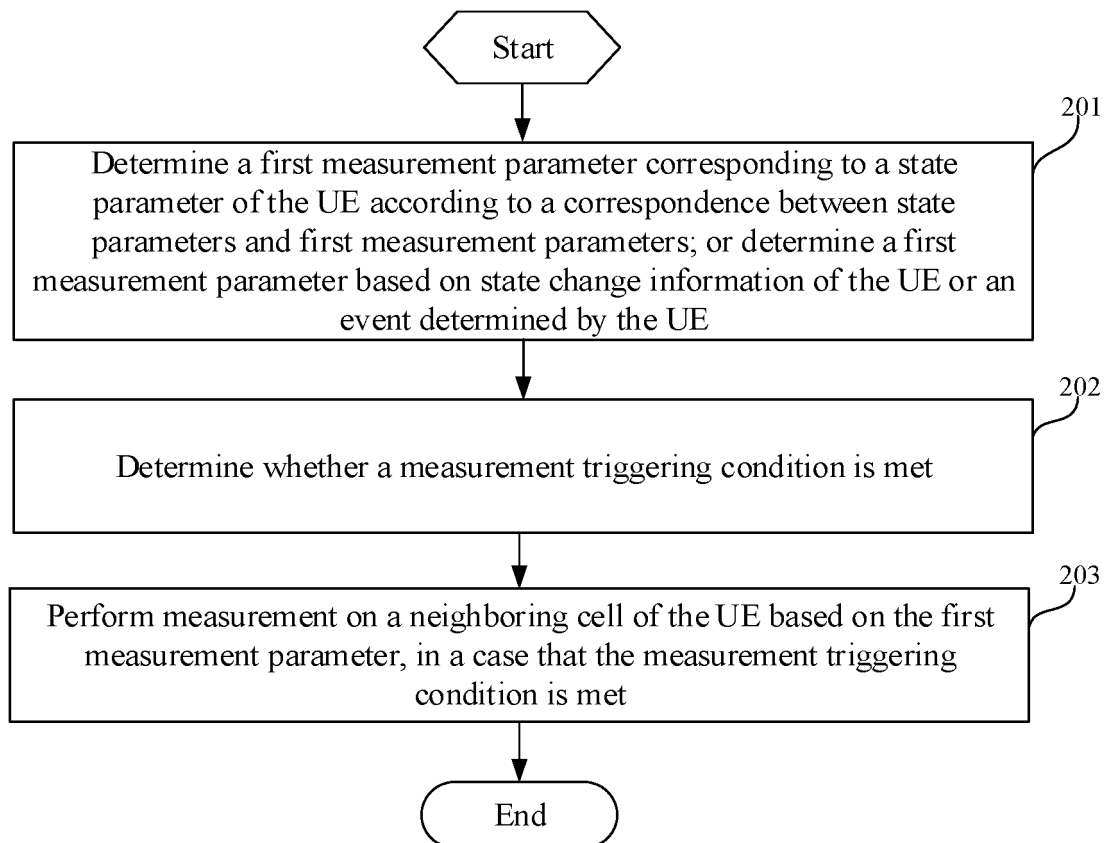 Start
201
Determine a first measurement parameter corresponding to a state
parameter of the UE according to a correspondence between state
parameters and first measurement parameters; or determine a first
measurement parameter based on state change information of the UE or an
event determined by the UE
202
Determine whether a measurement triggering condition is met
203
Perform measurement on a neighboring cell of the UE based on the first
measurement parameter, in a case that the measurement triggering
condition is met
End